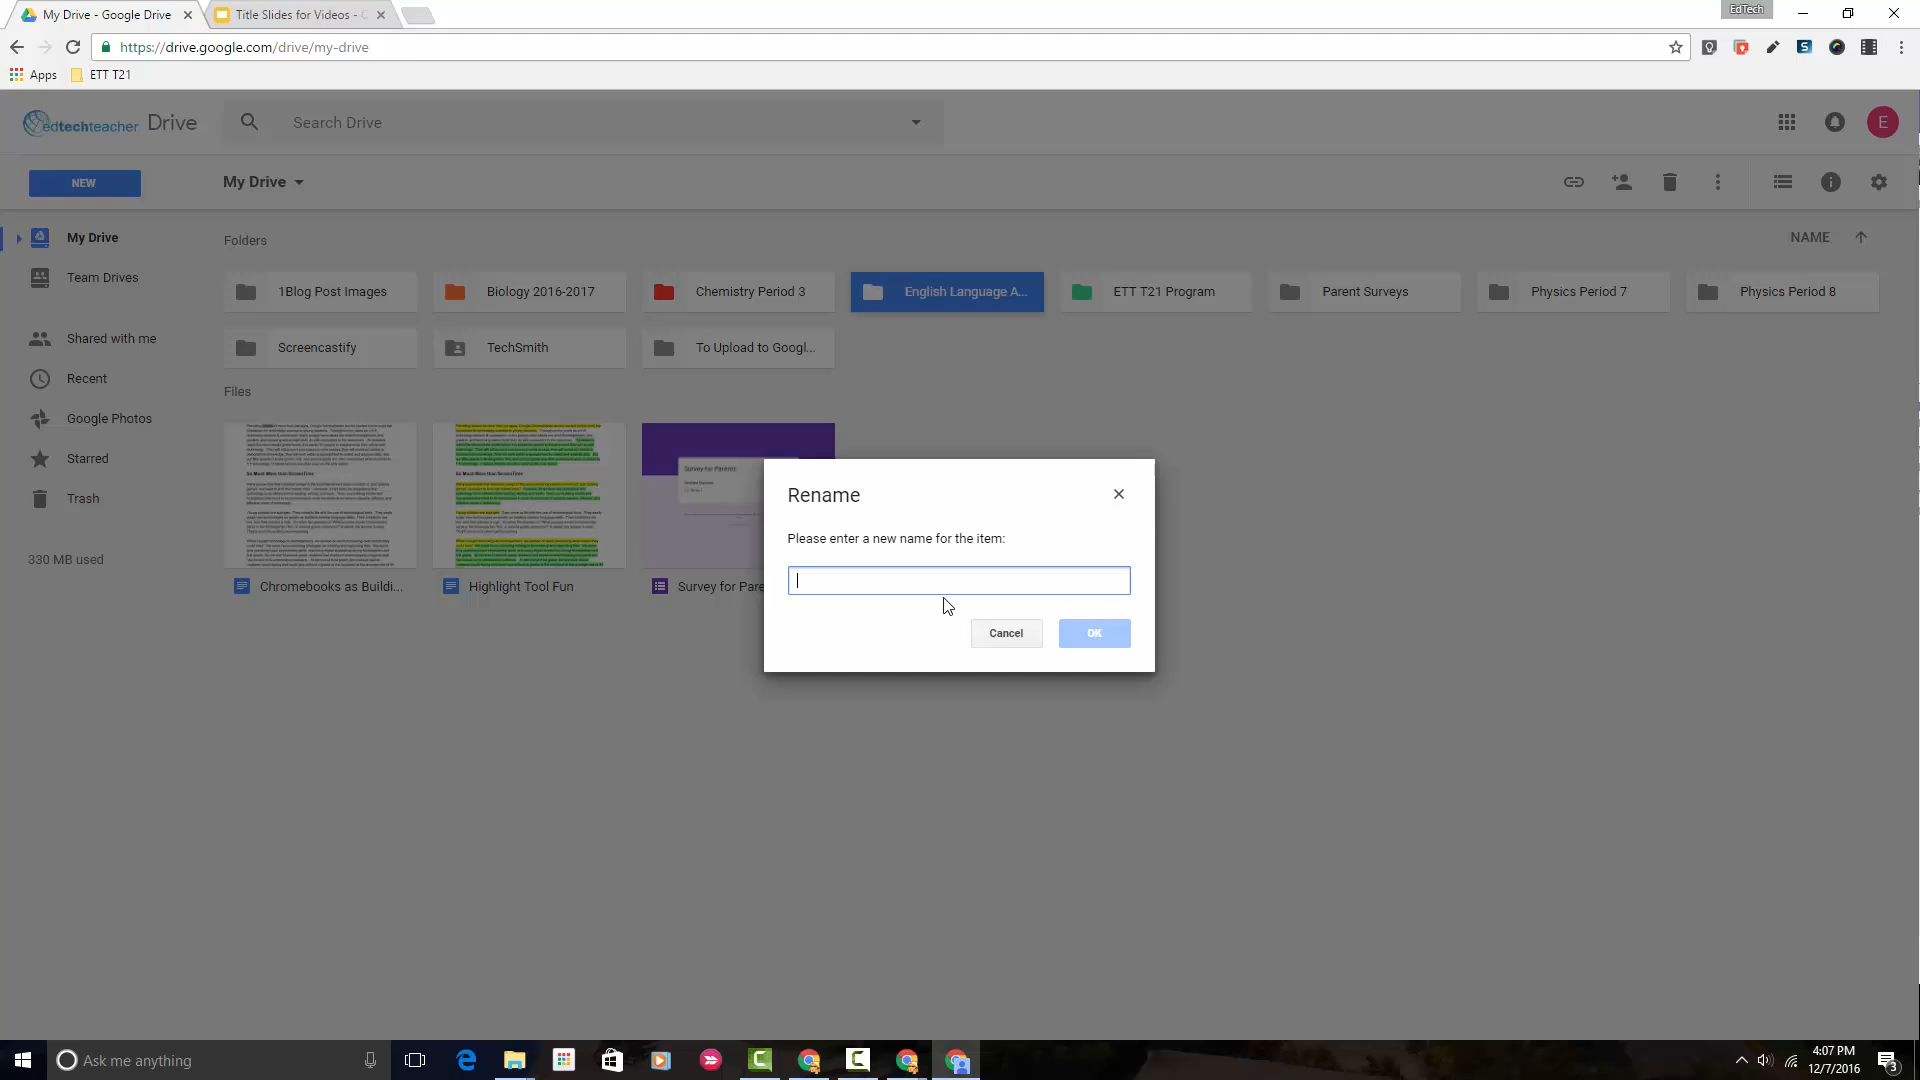 My Drive - Google Drive
Title Slides for Videos -
EdTech
https://drive.google.com/drive/my-drive
Apps
ETT T21
edtechteacher Drive
Search Drive
E
NEW
My Drive
My Drive
Folders
NAME
Team Drives
1Blog Post Images
Biology 2016-2017
Chemistry Period 3
English Language A...
ETT T21 Program
Parent Surveys
Physics Period 7
Physics Period 8
Shared with me
Screencastify
TechSmith
To Upload to Googl...
Recent
Files
Google Photos
Starred
Trash
330 MB used
Survey for Parents
Chromebooks as Buildi...
Highlight Tool Fun
Survey for Pare
Rename
Please enter a new name for the item:
Cancel
OK
Ask me anything
4:07 PM
12/7/2016
3